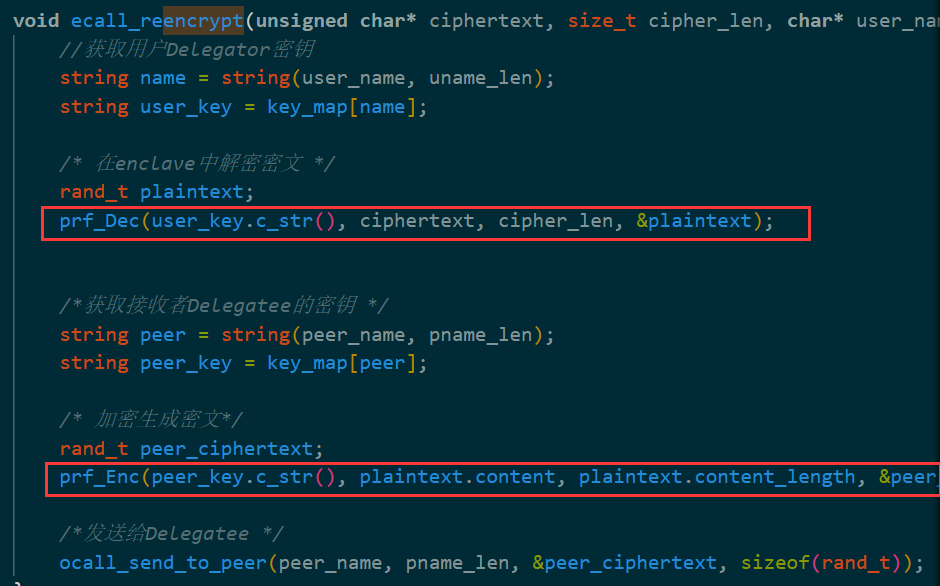 void ecall_reencrypt(unsigned char* ciphertext, size_t cipher_len, char* user_na
//获取用户Delegator密钥
string name = string(user_name, uname_len);
string user_key = key_map[name];
/* 在enclave中解密密文 */
rand_t plaintext;
prf_Dec(user_key.c_str(), ciphertext, cipher_len, &plaintext);
/*获取接收者Delegatee的密钥 */
string peer = string(peer_name, pname_len);
string peer_key = key_map[peer];
/* 加密生成密文*/
rand_t peer_ciphertext;
prf_Enc(peer_key.c_str(), plaintext.content, plaintext.content_length, &peer_
/*发送给Delegatee */
ocall_send_to_peer(peer_name, pname_len, &peer_ciphertext, sizeof(rand_t));
}